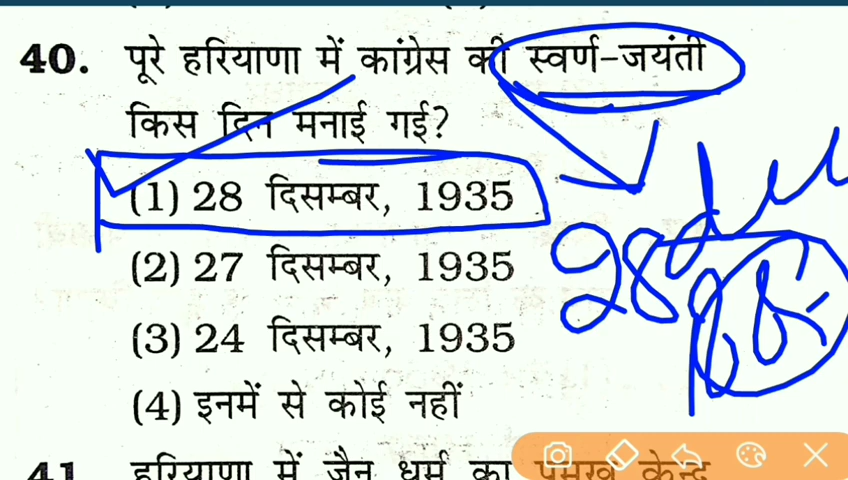 40. पूरे हरियाणा में कांग्रेस की स्वर्ण-जयंती
किस दिन मनाई गई?
(1) 28 दिसम्बर, 1935
(2) 27 दिसम्बर, 1935
(3) 24 दिसम्बर, 1935
(4) इनमें से कोई नहीं
41. हरियाणा में जैन धर्म का प्रमुख केन्द्र
28